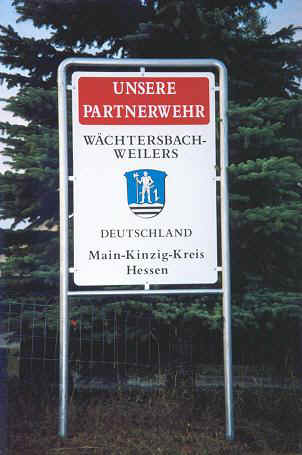 UNSERE
PARTNERWEHR
WÄCHTERSBACH-
WEILERS
DEUTSCHLAND
Main-Kinzig-Kreis
Hessen